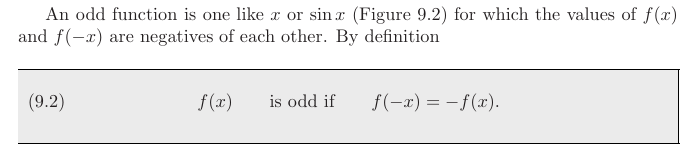 An odd function is one like x or sin x (Figure 9.2) for which the values of f(x)
and f(−x) are negatives of each other. By definition
(9.2) f(x) is odd if f(−x) = −f(x).